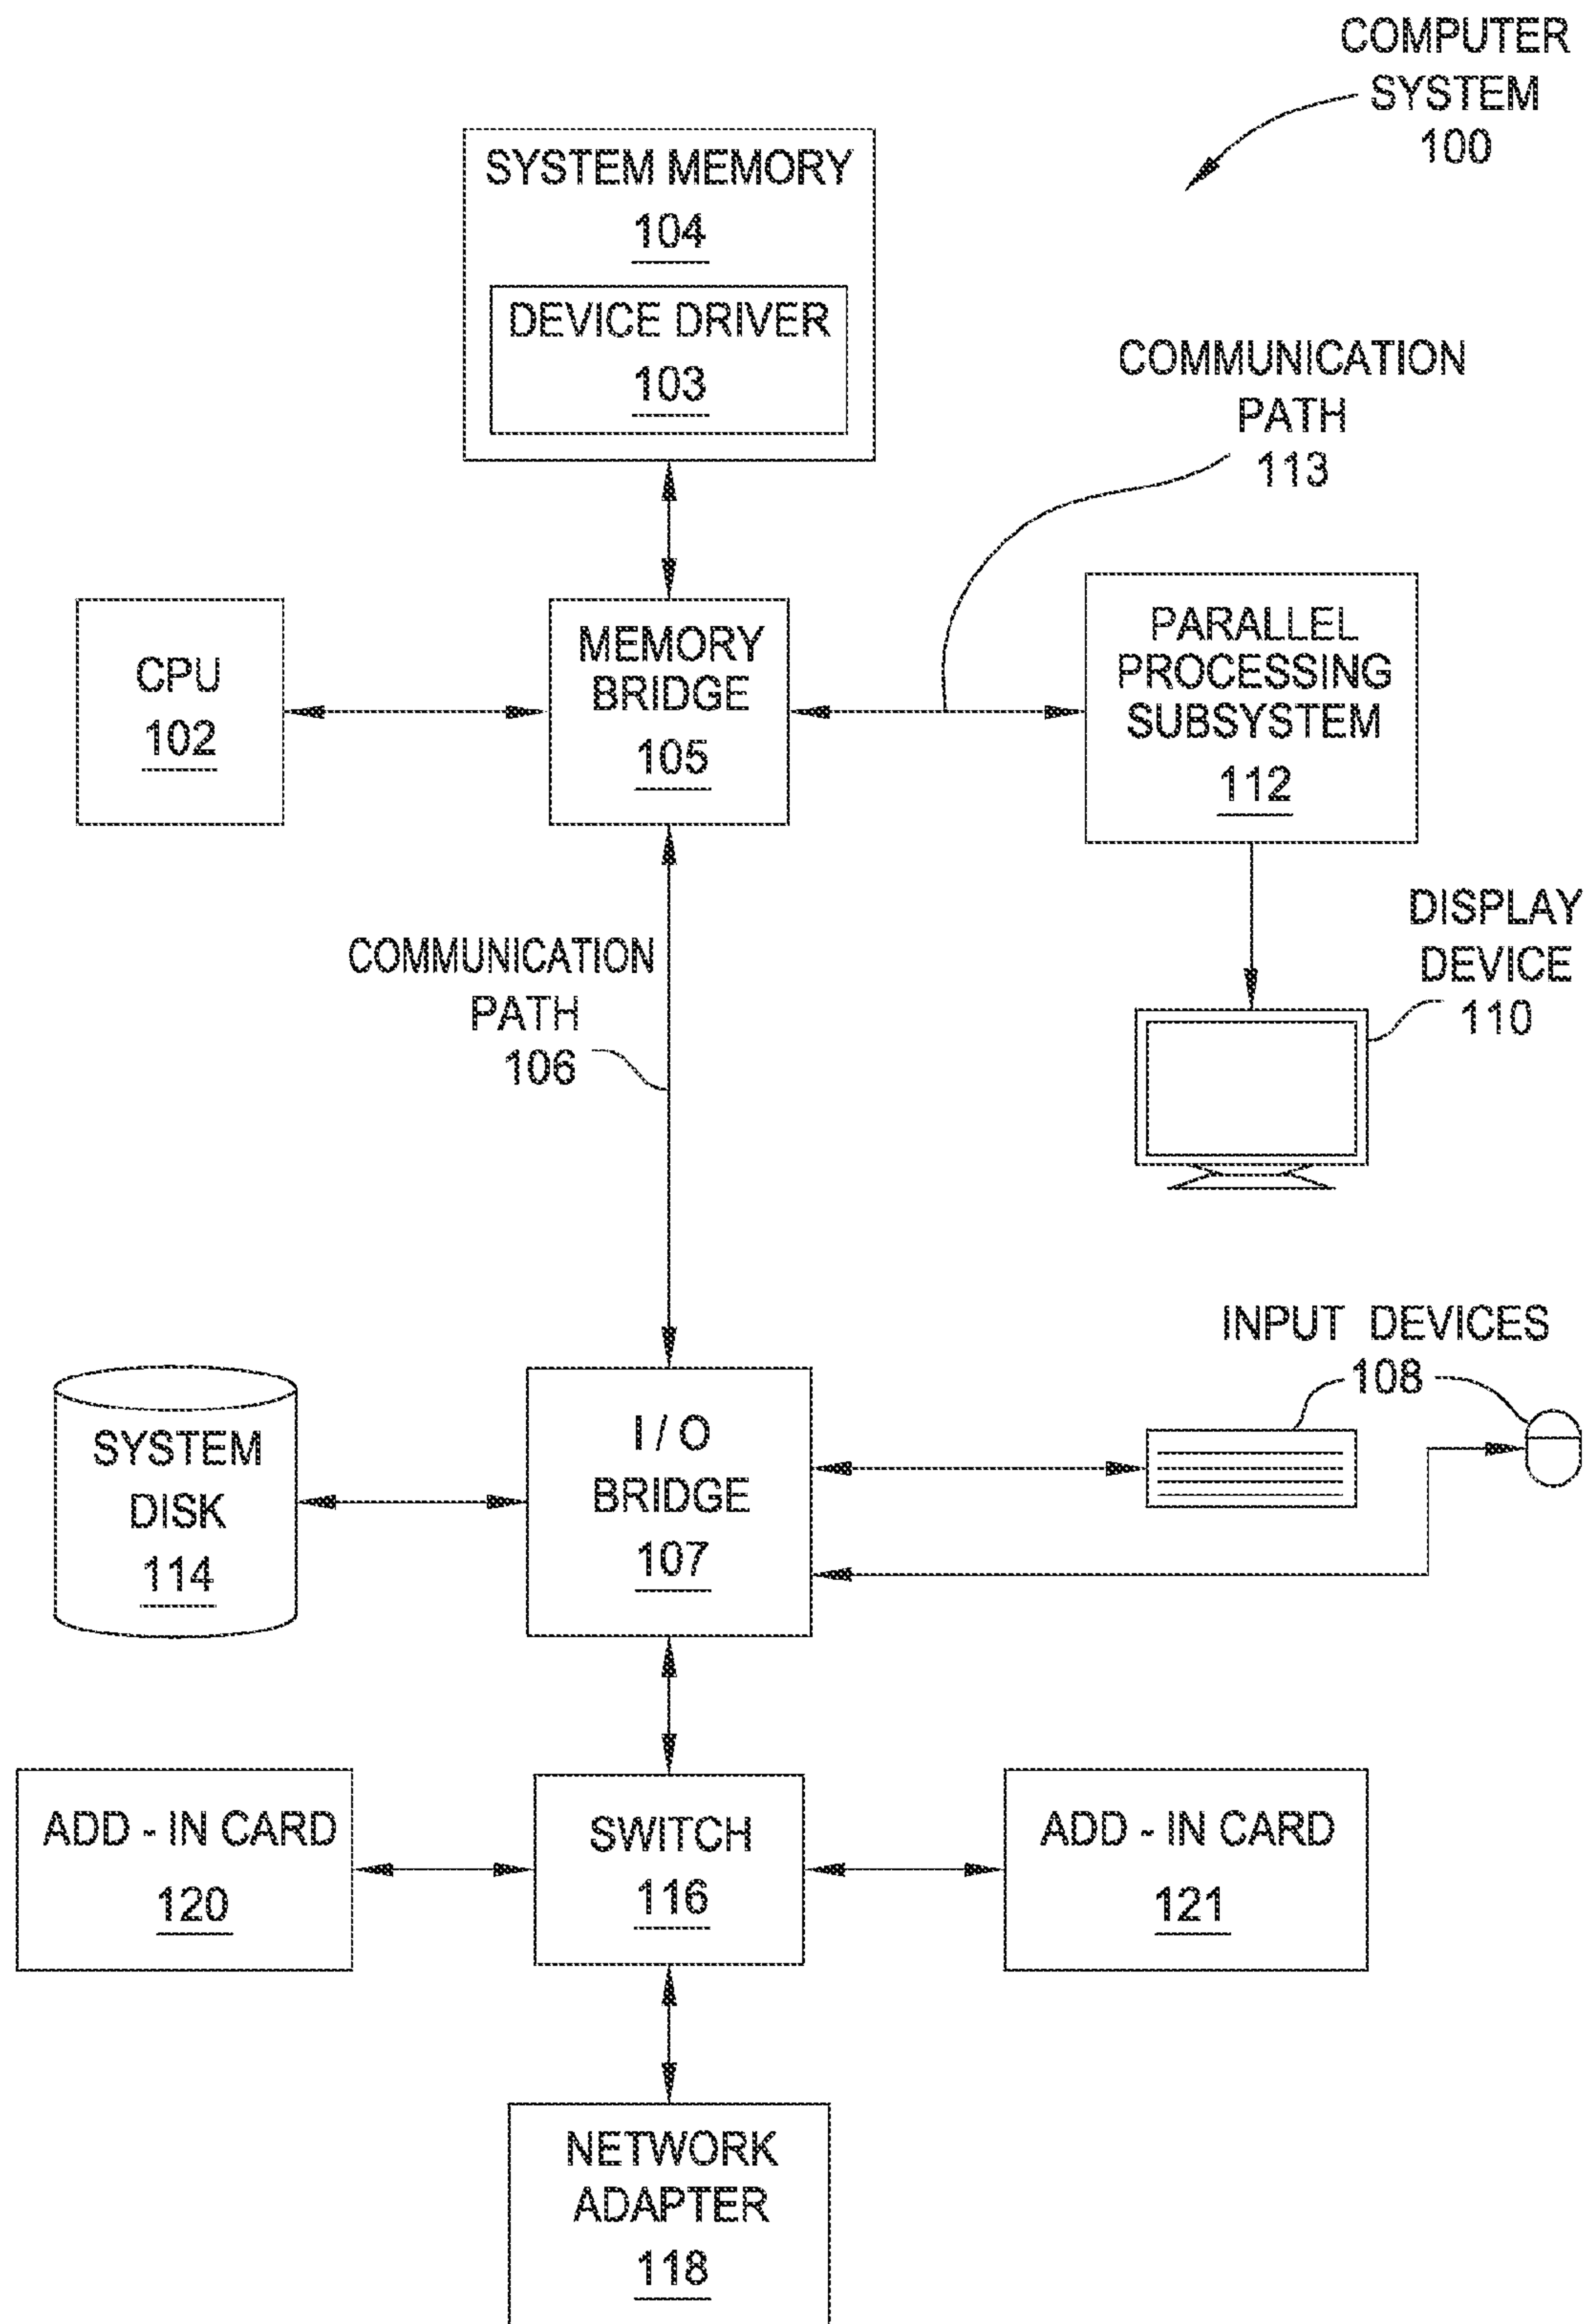 COMPUTER
SYSTEM
100
SYSTEM MEMORY
104
DEVICE DRIVER
103
COMMUNICATION
PATH
113
CPU
102
MEMORY
BRIDGE
105
PARALLEL
PROCESSING
SUBSYSTEM
112
COMMUNICATION
PATH
106
DISPLAY
DEVICE
110
INPUT DEVICES
108
SYSTEM
DISK
114
I / O
BRIDGE
107
ADD - IN CARD
120
SWITCH
116
ADD - IN CARD
121
NETWORK
ADAPTER
118